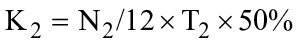 K₂ = N₂/12 × T₂ × 50%